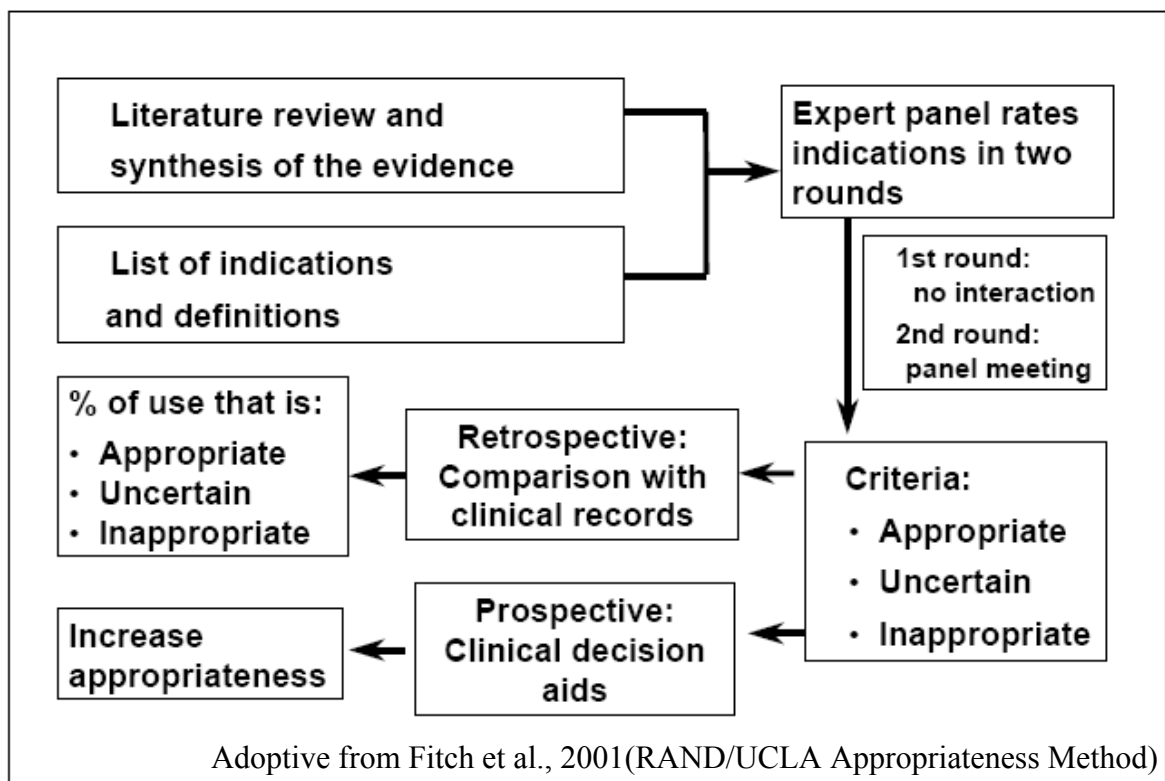 Literature review and
synthesis of the evidence
List of indications
and definitions
Expert panel rates
indications in two
rounds
1st round:
no interaction
2nd round:
panel meeting
Criteria:
• Appropriate
• Uncertain
• Inappropriate
Retrospective:
Comparison with
clinical records
% of use that is:
• Appropriate
• Uncertain
• Inappropriate
Prospective:
Clinical decision
aids
Increase
appropriateness
Adoptive from Fitch et al., 2001(RAND/UCLA Appropriateness Method)